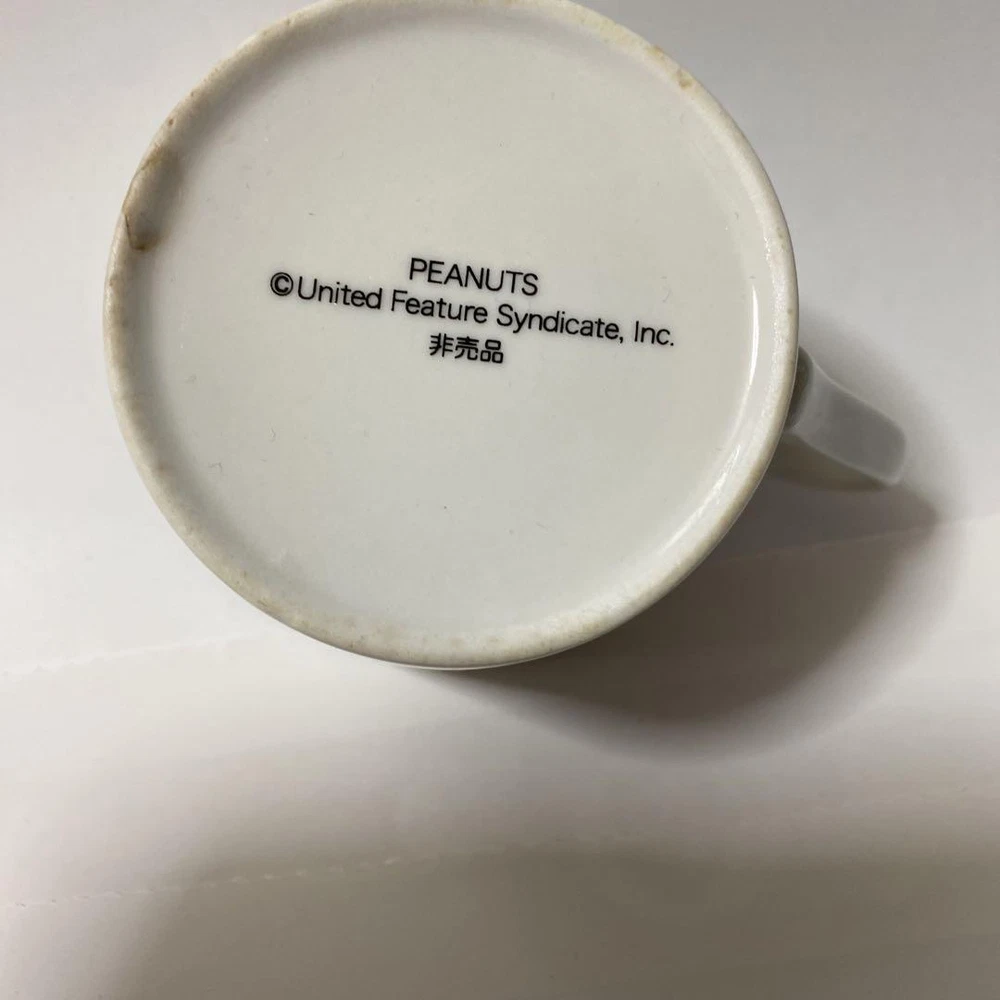 PEANUTS
©United Feature Syndicate, Inc.
非売品